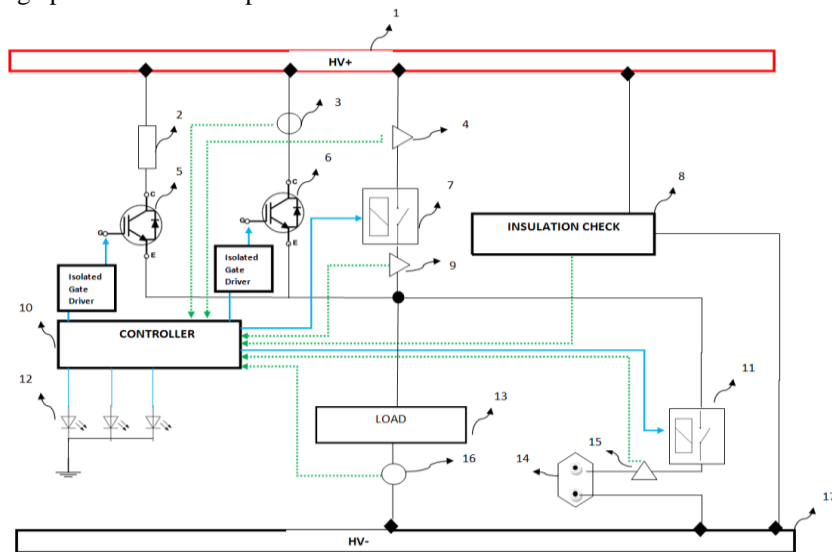 1
HV+
2
3
4
C
5
6
C
7
8
G
G
INSULATION CHECK
E
E
Isolated
Gate
Driver
Isolated
Gate
Driver
9
10
CONTROLLER
11
12
13
LOAD
14
15
16
17
HV-